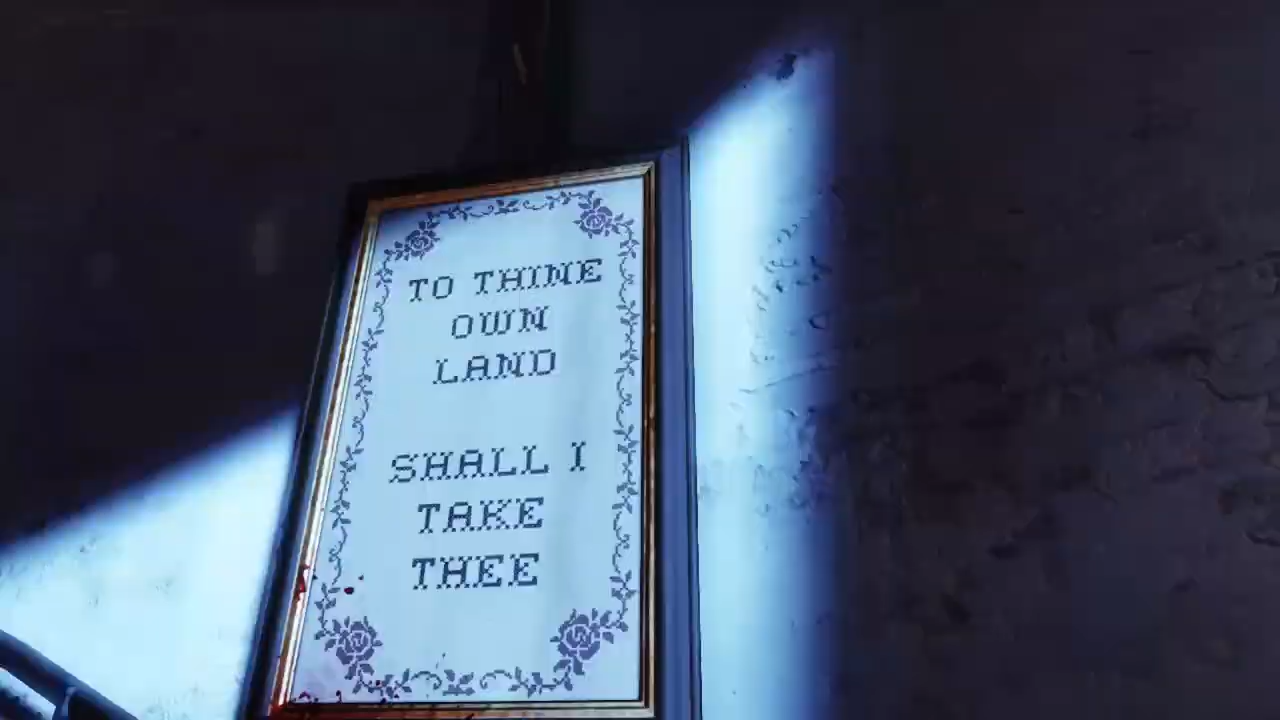 TO THINE
OWN
LAND
SHALL I
TAKE
THEE